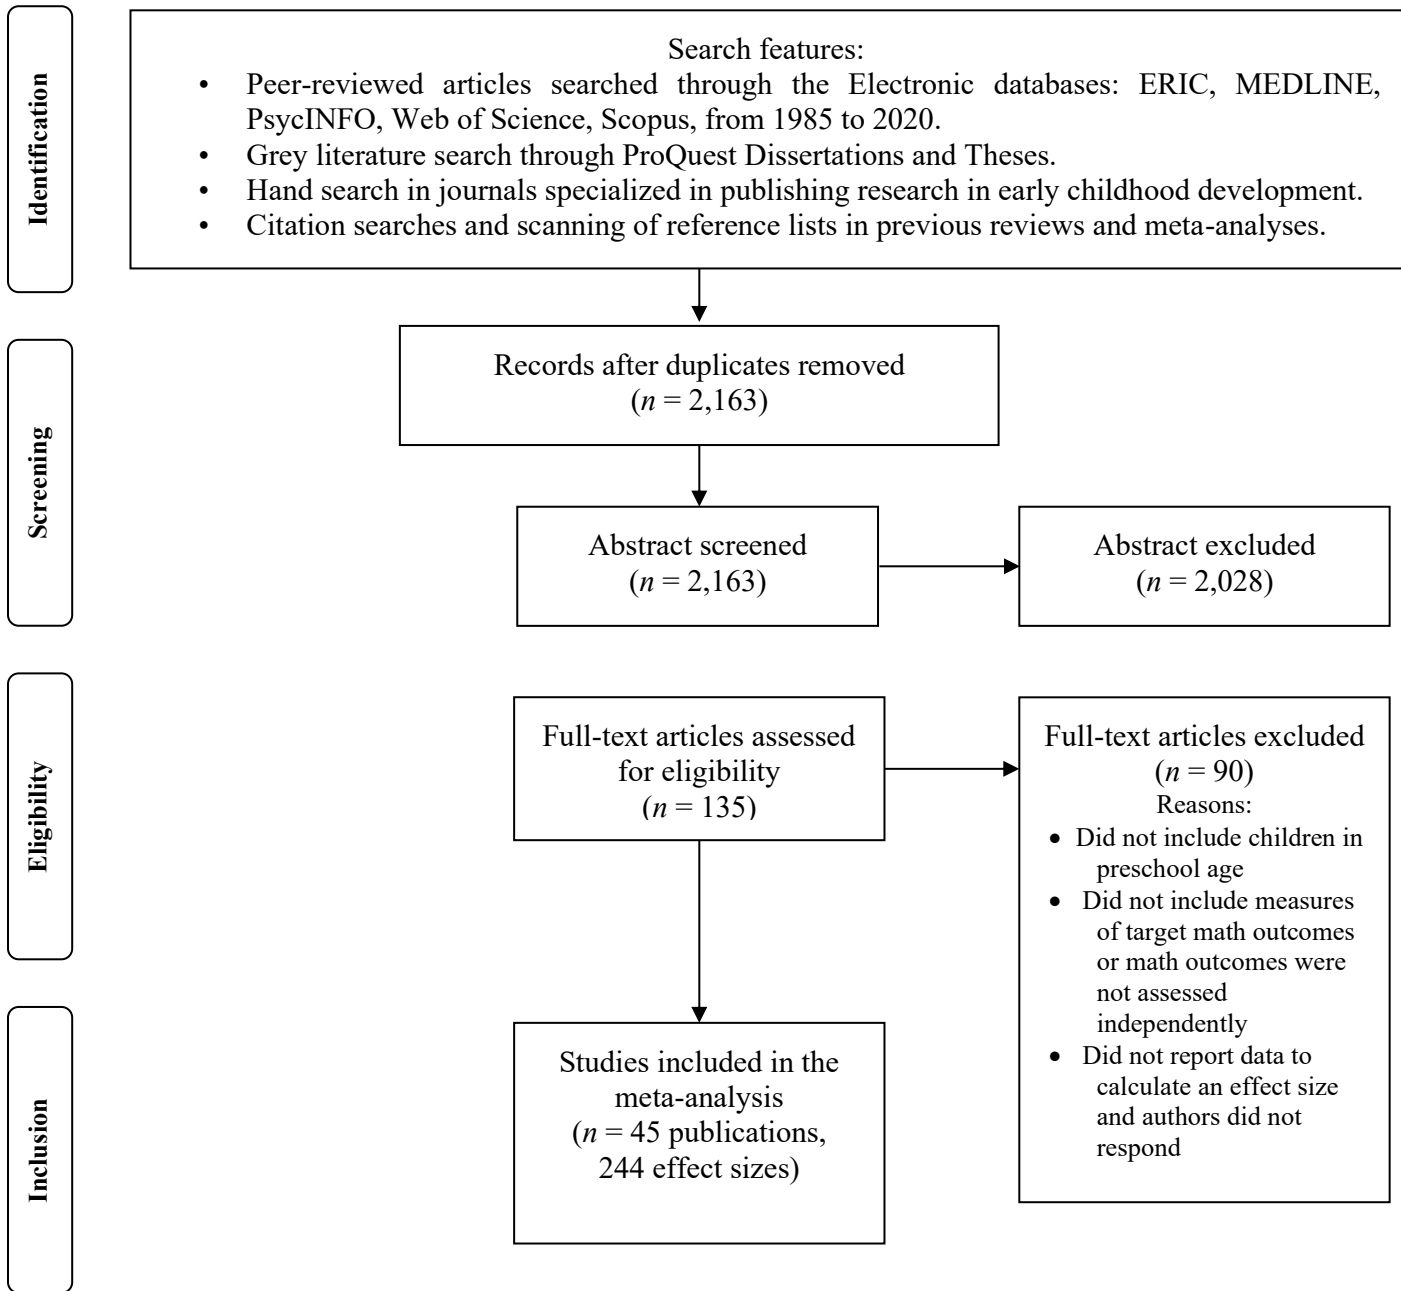 Identification
Search features:
• Peer-reviewed articles searched through the Electronic databases: ERIC, MEDLINE,
PsycINFO, Web of Science, Scopus, from 1985 to 2020.
• Grey literature search through ProQuest Dissertations and Theses.
• Hand search in journals specialized in publishing research in early childhood development.
• Citation searches and scanning of reference lists in previous reviews and meta-analyses.
Screening
Records after duplicates removed
(n = 2,163)
Abstract screened
(n = 2,163)
Abstract excluded
(n = 2,028)
Eligibility
Full-text articles assessed
for eligibility
(n = 135)
Full-text articles excluded
(n = 90)
Reasons:
• Did not include children in
preschool age
• Did not include measures
of target math outcomes
or math outcomes were
not assessed
independently
• Did not report data to
calculate an effect size
and authors did not
respond
Inclusion
Studies included in the
meta-analysis
(n = 45 publications,
244 effect sizes)